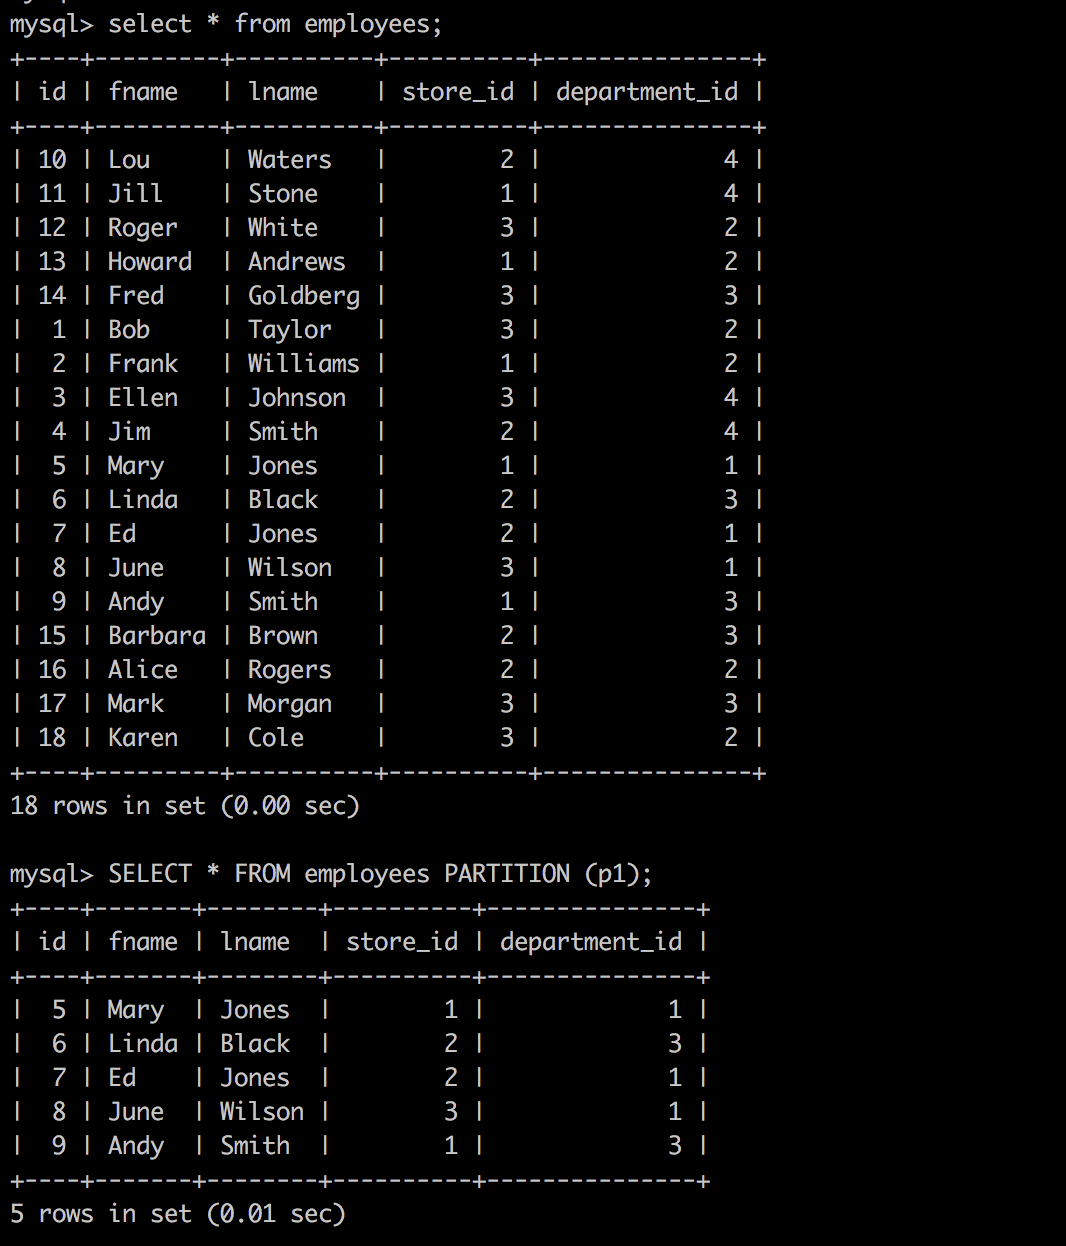 mysql> select * from employees;
+----+---------+----------+----------+---------------+
| id | fname   | lname    | store_id | department_id |
+----+---------+----------+----------+---------------+
| 10 | Lou     | Waters   |        2 |             4 |
| 11 | Jill    | Stone    |        1 |             4 |
| 12 | Roger   | White    |        3 |             2 |
| 13 | Howard  | Andrews  |        1 |             2 |
| 14 | Fred    | Goldberg |        3 |             3 |
|  1 | Bob     | Taylor   |        3 |             2 |
|  2 | Frank   | Williams |        1 |             2 |
|  3 | Ellen   | Johnson  |        3 |             4 |
|  4 | Jim     | Smith    |        2 |             4 |
|  5 | Mary    | Jones    |        1 |             1 |
|  6 | Linda   | Black    |        2 |             3 |
|  7 | Ed      | Jones    |        2 |             1 |
|  8 | June    | Wilson   |        3 |             1 |
|  9 | Andy    | Smith    |        1 |             3 |
| 15 | Barbara | Brown    |        2 |             3 |
| 16 | Alice   | Rogers   |        2 |             2 |
| 17 | Mark    | Morgan   |        3 |             3 |
| 18 | Karen   | Cole     |        3 |             2 |
+----+---------+----------+----------+---------------+
18 rows in set (0.00 sec)
mysql> SELECT * FROM employees PARTITION (p1);
+----+-------+--------+----------+---------------+
| id | fname | lname  | store_id | department_id |
+----+-------+--------+----------+---------------+
|  5 | Mary  | Jones  |        1 |             1 |
|  6 | Linda | Black  |        2 |             3 |
|  7 | Ed    | Jones  |        2 |             1 |
|  8 | June  | Wilson |        3 |             1 |
|  9 | Andy  | Smith  |        1 |             3 |
+----+-------+--------+----------+---------------+
5 rows in set (0.01 sec)